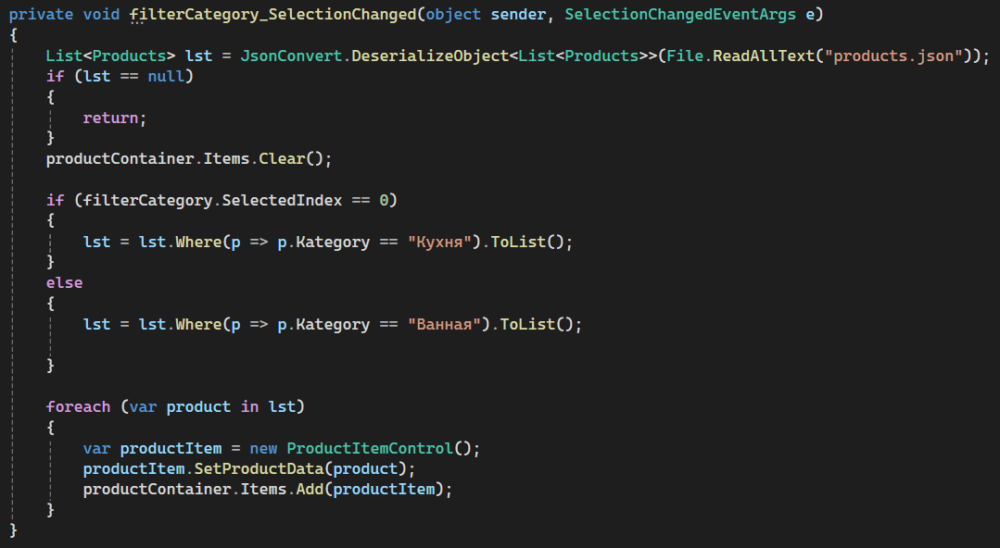 private void filterCategory_SelectionChanged(object sender, SelectionChangedEventArgs e)
{
    List<Products> lst = JsonConvert.DeserializeObject<List<Products>>(File.ReadAllText("products.json"));
    if (lst == null)
    {
        return;
    }
    productContainer.Items.Clear();

    if (filterCategory.SelectedIndex == 0)
    {
        lst = lst.Where(p => p.Kategory == "Кухня").ToList();
    }
    else
    {
        lst = lst.Where(p => p.Kategory == "Ванная").ToList();

    }

    foreach (var product in lst)
    {
        var productItem = new ProductItemControl();
        productItem.SetProductData(product);
        productContainer.Items.Add(productItem);
    }
}